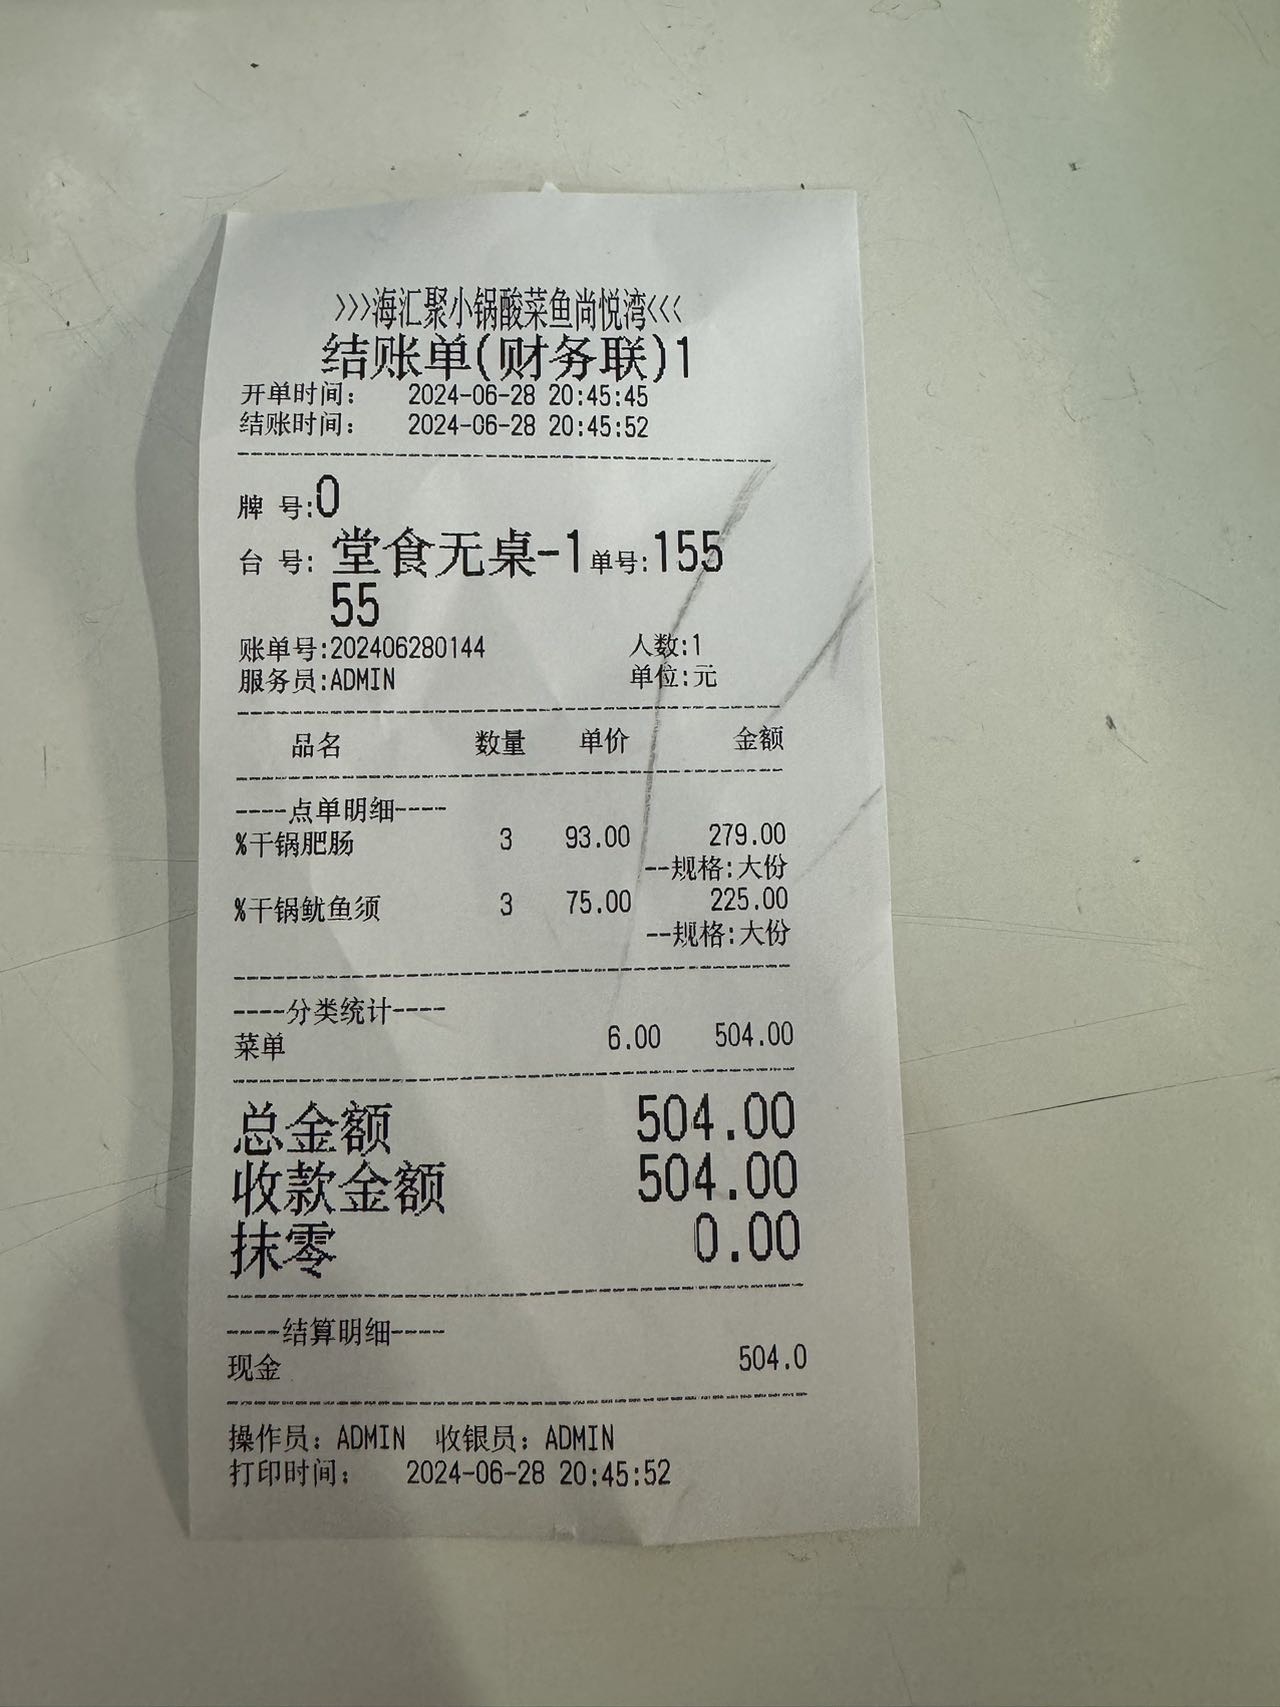 >>>海汇聚小锅酸菜鱼尚悦湾<<<
结账单(财务联)1
开单时间： 2024-06-28 20:45:45
结账时间： 2024-06-28 20:45:52
牌 号:0
台 号: 堂食无桌-1 单号:155
55
账单号:202406280144 人数:1
服务员:ADMIN 单位:元
品名 数量 单价 金额
----点单明细----
%干锅肥肠 3 93.00 279.00
--规格:大份
%干锅鱿鱼须 3 75.00 225.00
--规格:大份
----分类统计----
菜单 6.00 504.00
总金额 504.00
收款金额 504.00
抹零 0.00
----结算明细----
现金 504.0
操作员：ADMIN 收银员：ADMIN
打印时间： 2024-06-28 20:45:52